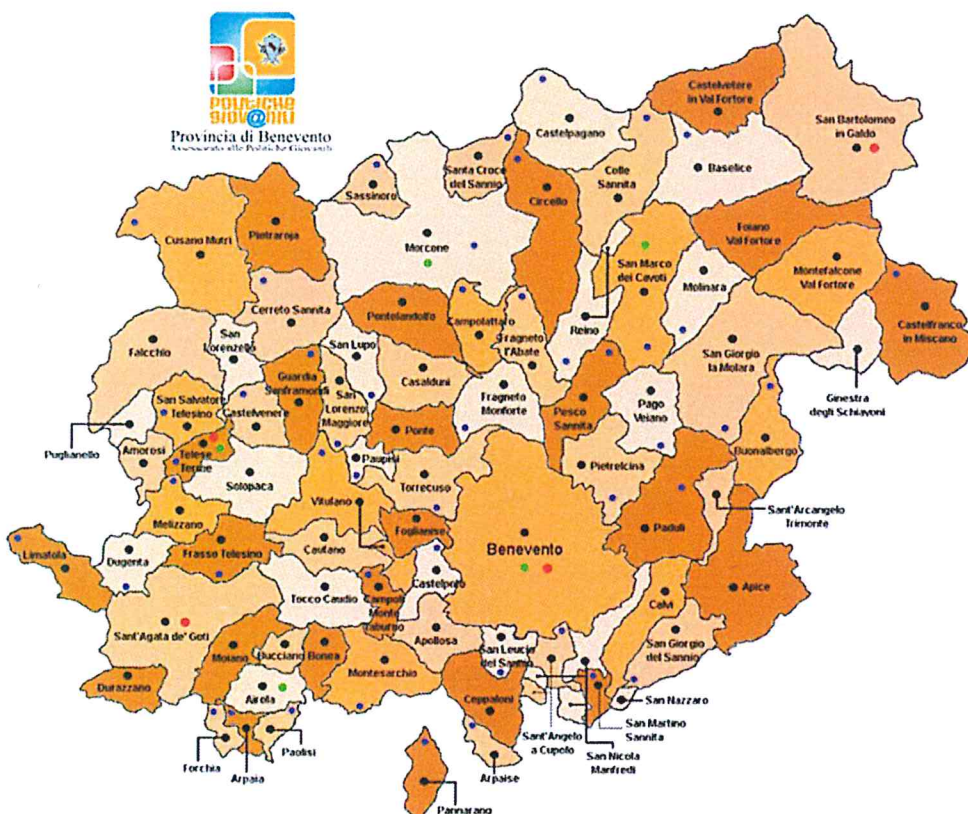 POLITICHE
GIOV@NILI
Provincia di Benevento
Assessorato alle Politiche Giovanili
Castelvetere
in Val Fortore
San Bartolomeo
in Galdo
Castelpagano
Santa Croce
del Sannio
Colle
Sannita
Baselice
Sassinoro
Circello
Cusano Mutri
Pietraroja
Morcone
San Marco
dei Cavoti
Foiano
Val Fortore
Molinara
Montefalcone
Val Fortore
Cerreto Sannita
Pontelandolfo
Campolattaro
Reino
Castelfranco
in Miscano
Faicchio
San
Lorenzello
San Lupo
Fragneto
l'Abate
San Giorgio
la Molara
Casalduni
Guardia
Sanframondi
San
Lorenzo
Maggiore
San Salvatore
Telesino
Castelvenere
Fragneto
Monforte
Pesco
Sannita
Pago
Veiano
Ginestra
degli Schiavoni
Puglianello
Amorosi
Telese
Terme
Ponte
Paupisi
Buonalbergo
Solopaca
Vitulano
Torrecuso
Pietrelcina
Sant'Arcangelo
Trimonte
Melizzano
Foglianise
Paduli
Limatola
Dugenta
Frasso Telesino
Cautano
Benevento
Castelpoto
Tocco Caudio
Campoli
Monte
Taburno
Calvi
Apice
Sant'Agata de' Goti
Moiano
Bucciano
Bonea
Apollosa
San Leucio
del Sannio
San Giorgio
del Sannio
Durazzano
Airola
Montesarchio
Ceppaloni
San Nazzaro
San Martino
Sannita
Sant'Angelo
a Cupolo
San Nicola
Manfredi
Forchia
Arpaia
Paolisi
Arpaise
Pannarano